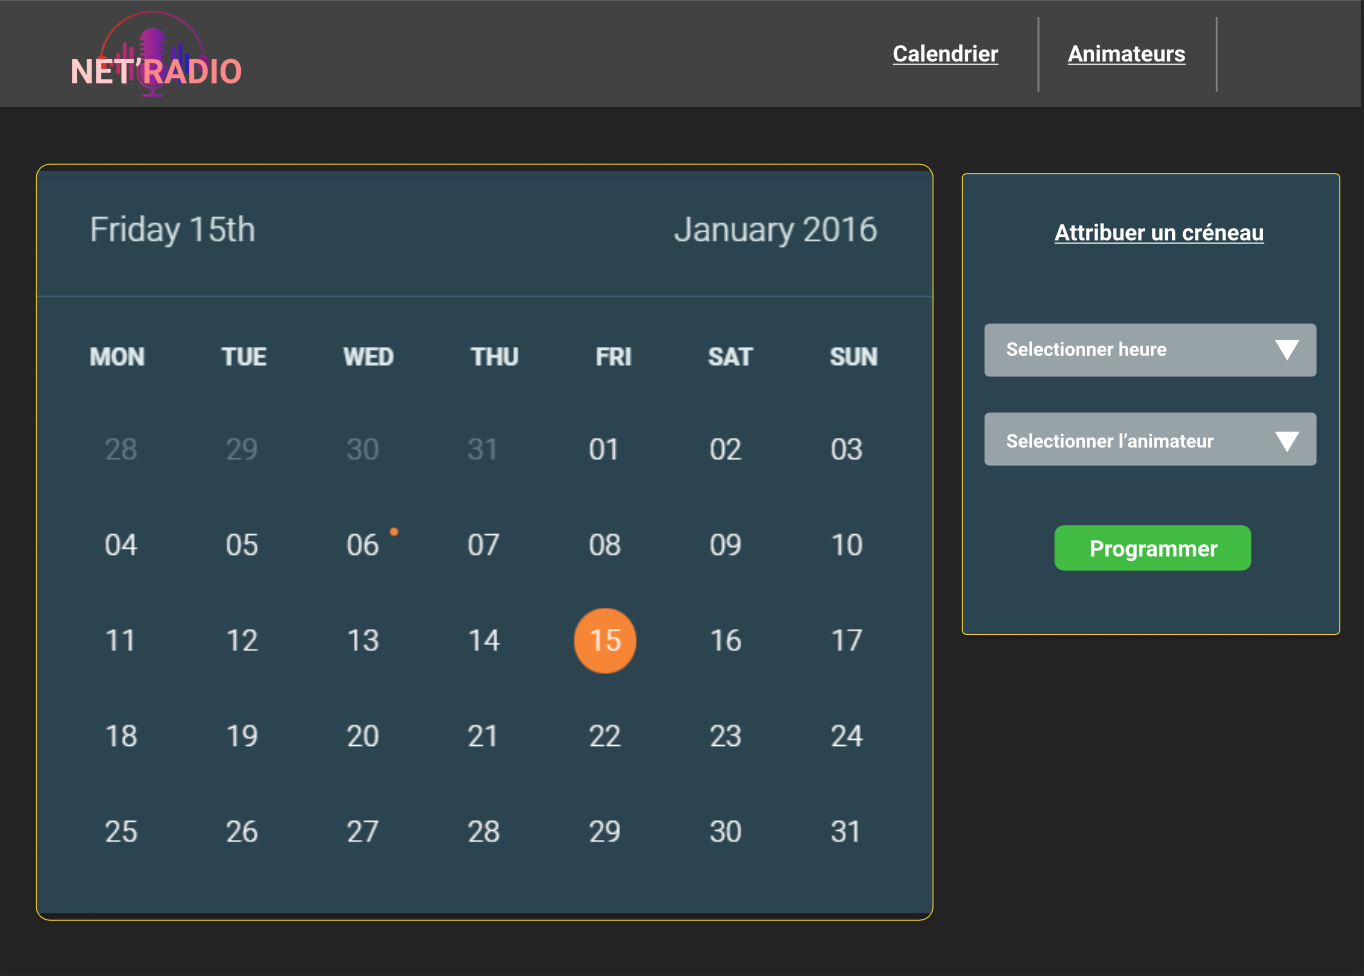 NET'RADIO
Calendrier
Animateurs
Friday 15th
January 2016
MON TUE WED THU FRI SAT SUN
28 29 30 31 01 02 03
04 05 06 07 08 09 10
11 12 13 14 15 16 17
18 19 20 21 22 23 24
25 26 27 28 29 30 31
Attribuer un créneau
Selectionner heure
Selectionner l’animateur
Programmer